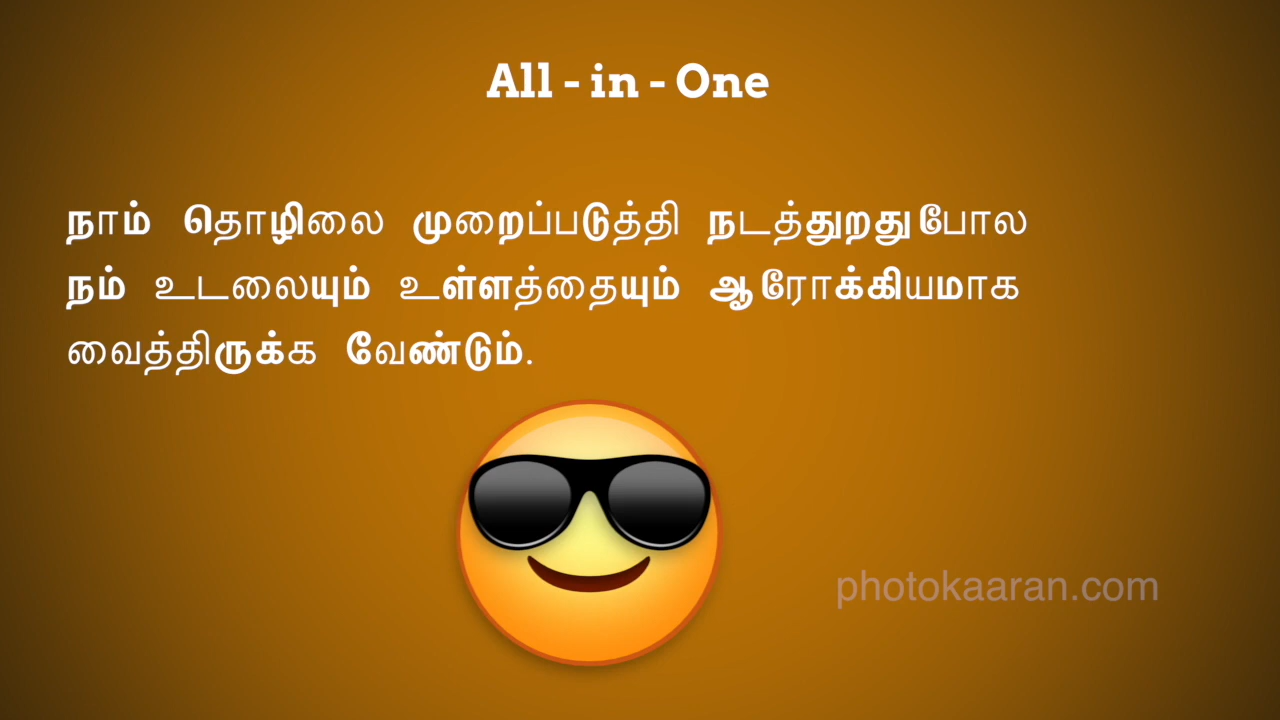 All - in - One
நாம் தொழிலை முறைப்படுத்தி நடத்துறதுபோல
நம் உடலையும் உள்ளத்தையும் ஆரோக்கியமாக
வைத்திருக்க வேண்டும்.
photokaaran.com